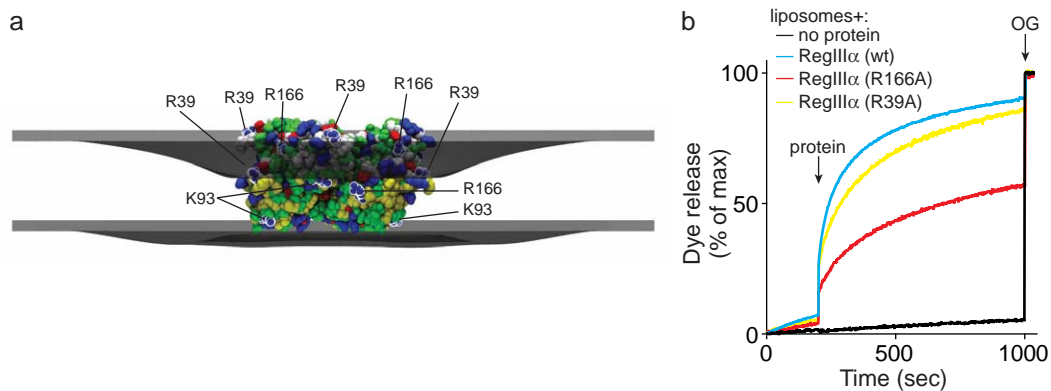 a
R39
R39
R166
R39
R166
R39
K93
R166
K93
b
liposomes+:
no protein
RegIIIα (wt)
RegIIIα (R166A)
RegIIIα (R39A)
OG
protein
100
50
0
Dye release
(% of max)
0
500
1000
Time (sec)